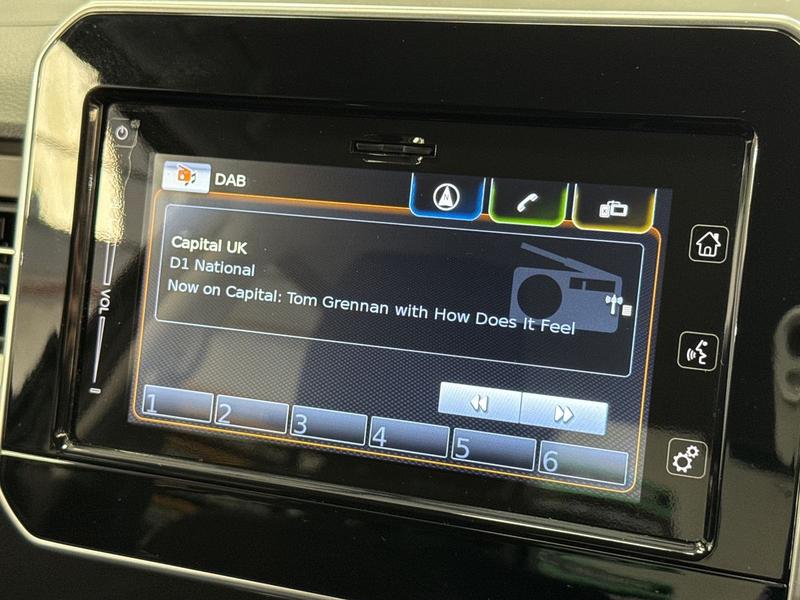 DAB
Capital UK
D1 National
Now on Capital: Tom Grennan with How Does It Feel
VOL
1 2 3 4 5 6